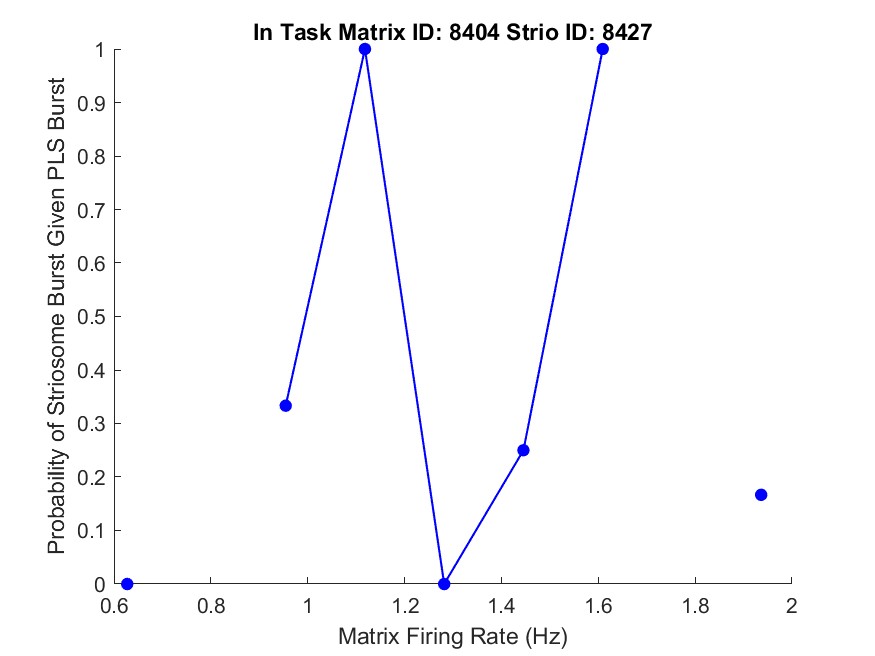 In Task Matrix ID: 8404 Strio ID: 8427
Probability of Striosome Burst Given PLS Burst
1
0.9
0.8
0.7
0.6
0.5
0.4
0.3
0.2
0.1
0
0.6 0.8 1 1.2 1.4 1.6 1.8 2
Matrix Firing Rate (Hz)